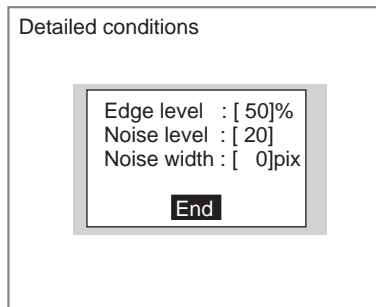 Detailed conditions
Edge level : [ 50]%
Noise level : [ 20]
Noise width : [ 0]pix
End